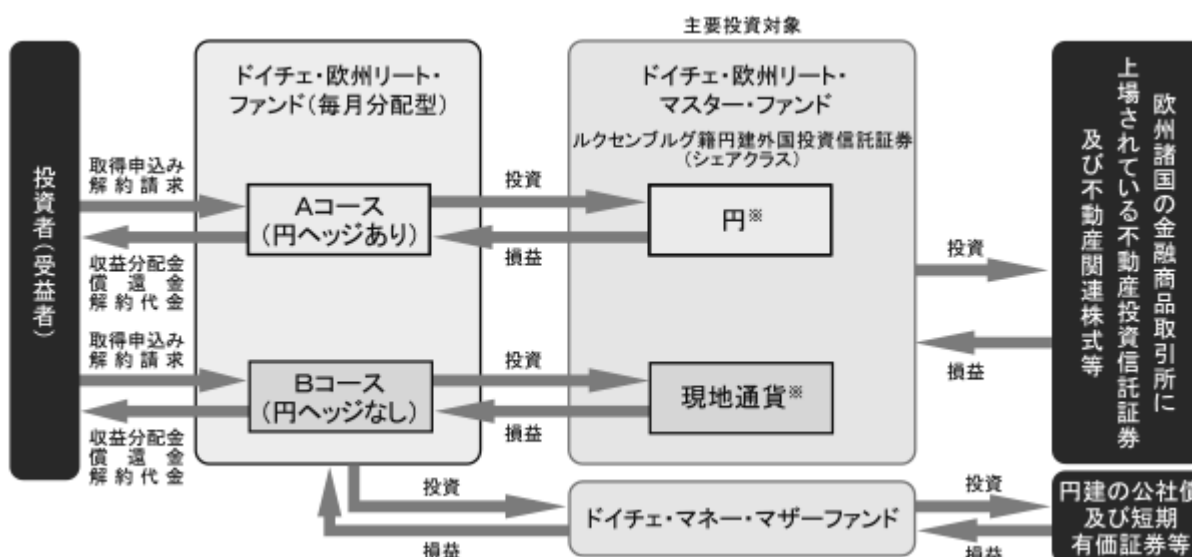 投資者(受益者)
取得申込み
解約請求
収益分配金
償還金
解約代金
取得申込み
解約請求
収益分配金
償還金
解約代金
ドイチェ・欧州リート・
ファンド(毎月分配型)
Aコース
(円ヘッジあり)
Bコース
(円ヘッジなし)
投資
損益
投資
損益
主要投資対象
ドイチェ・欧州リート・
マスター・ファンド
ルクセンブルグ籍円建外国投資信託証券
(シェアクラス)
円※
現地通貨※
投資
損益
欧州諸国の金融商品取引所に
上場されている不動産投資信託証券
及び不動産関連株式等
投資
損益
ドイチェ・マネー・マザーファンド
投資
損益
円建の公社債
及び短期
有価証券等